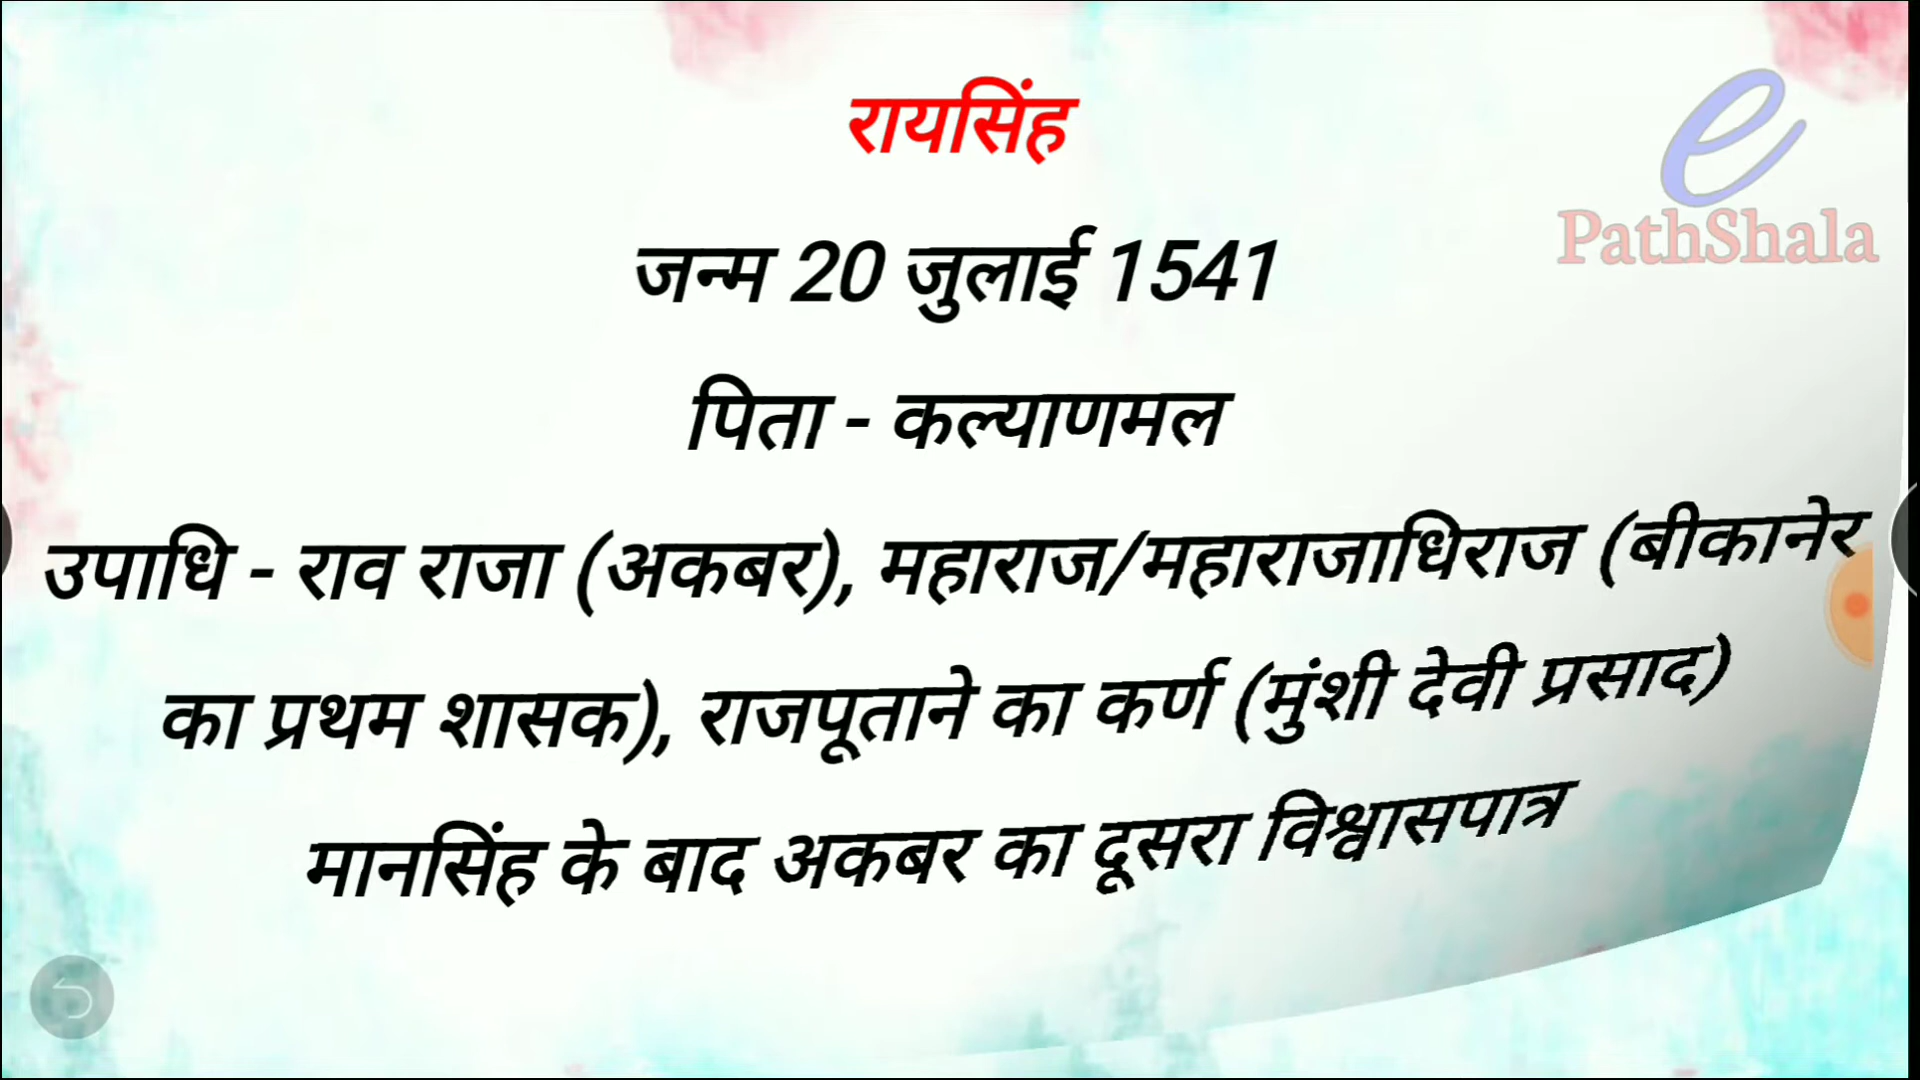 रायसिंह
e
PathShala
जन्म 20 जुलाई 1541
पिता - कल्याणमल
उपाधि - राव राजा (अकबर), महाराज/महाराजाधिराज (बीकानेर
का प्रथम शासक), राजपूताने का कर्ण (मुंशी देवी प्रसाद)
मानसिंह के बाद अकबर का दूसरा विश्वासपात्र